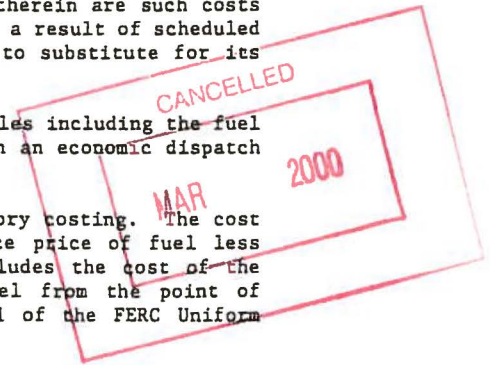 therein are such costs
a result of scheduled
to substitute for its
CANCELLED
les including the fuel
n an economic dispatch
MAR 2000
ory costing. The cost
ce price of fuel less
ludes the cost of the
el from the point of
l of the FERC Uniform